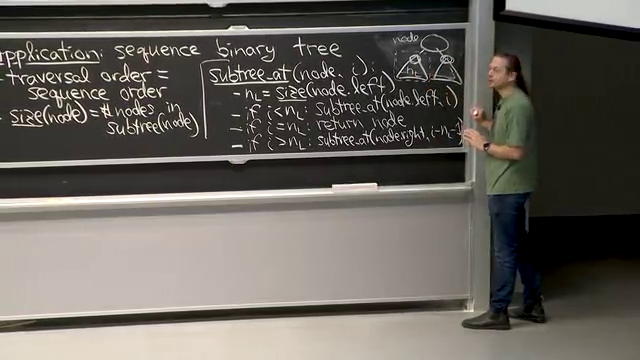 application: sequence binary tree
- traversal order =
sequence order
- size(node) = # nodes in
subtree(node)
subtree_at(node, i):
- nL = size(node.left)
- if i < nL: subtree_at(node.left, i)
- if i = nL: return node
- if i > nL: subtree_at(node.right, i-nL-1)
node
nL